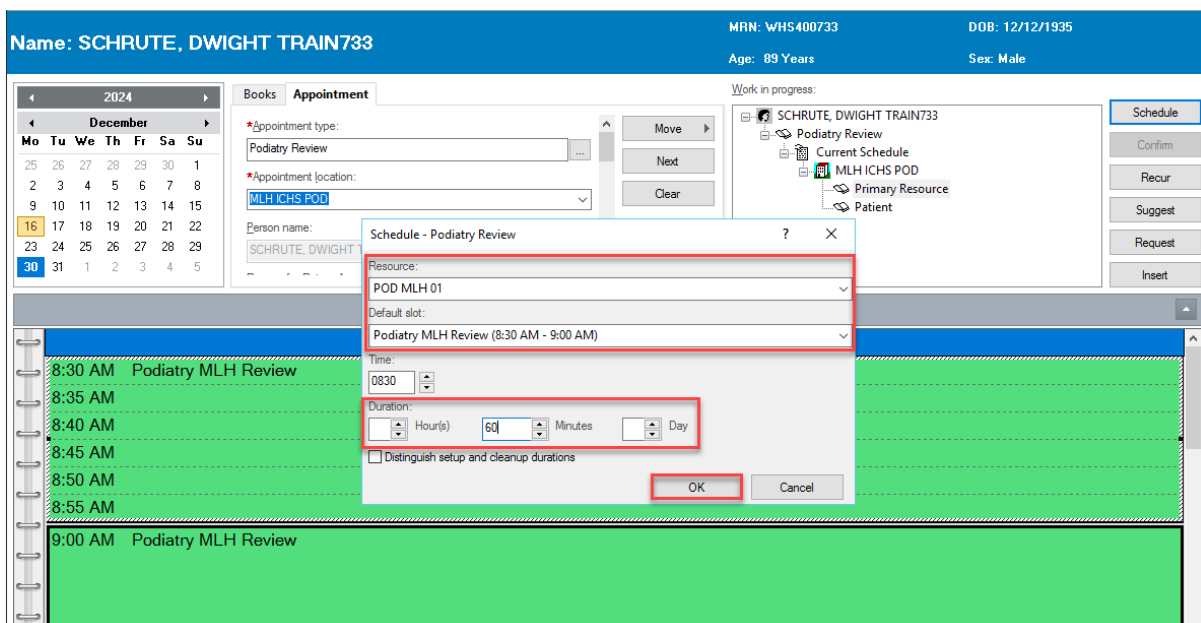 Name: SCHRUTE, DWIGHT TRAIN733
MRN: WHS400733
DOB: 12/12/1935
Age: 89 Years
Sex: Male
2024
December
Mo Tu We Th Fr Sa Su
25 26 27 28 29 30 1
2 3 4 5 6 7 8
9 10 11 12 13 14 15
16 17 18 19 20 21 22
23 24 25 26 27 28 29
30 31 1 2 3 4 5
Books Appointment
*Appointment type:
Podiatry Review
...
*Appointment location:
MLH ICHS POD
Person name:
SCHRUTE, DWIGHT
Move
Next
Clear
Work in progress:
SCHRUTE, DWIGHT TRAIN733
Podiatry Review
Current Schedule
MLH ICHS POD
Primary Resource
Patient
Schedule
Confirm
Recur
Suggest
Request
Insert
Schedule - Podiatry Review
?
Resource:
POD MLH 01
Default slot:
Podiatry MLH Review (8:30 AM - 9:00 AM)
Time:
0830
Duration:
Hour(s) 60 Minutes Day
Distinguish setup and cleanup durations
OK Cancel
8:30 AM Podiatry MLH Review
8:35 AM
8:40 AM
8:45 AM
8:50 AM
8:55 AM
9:00 AM Podiatry MLH Review